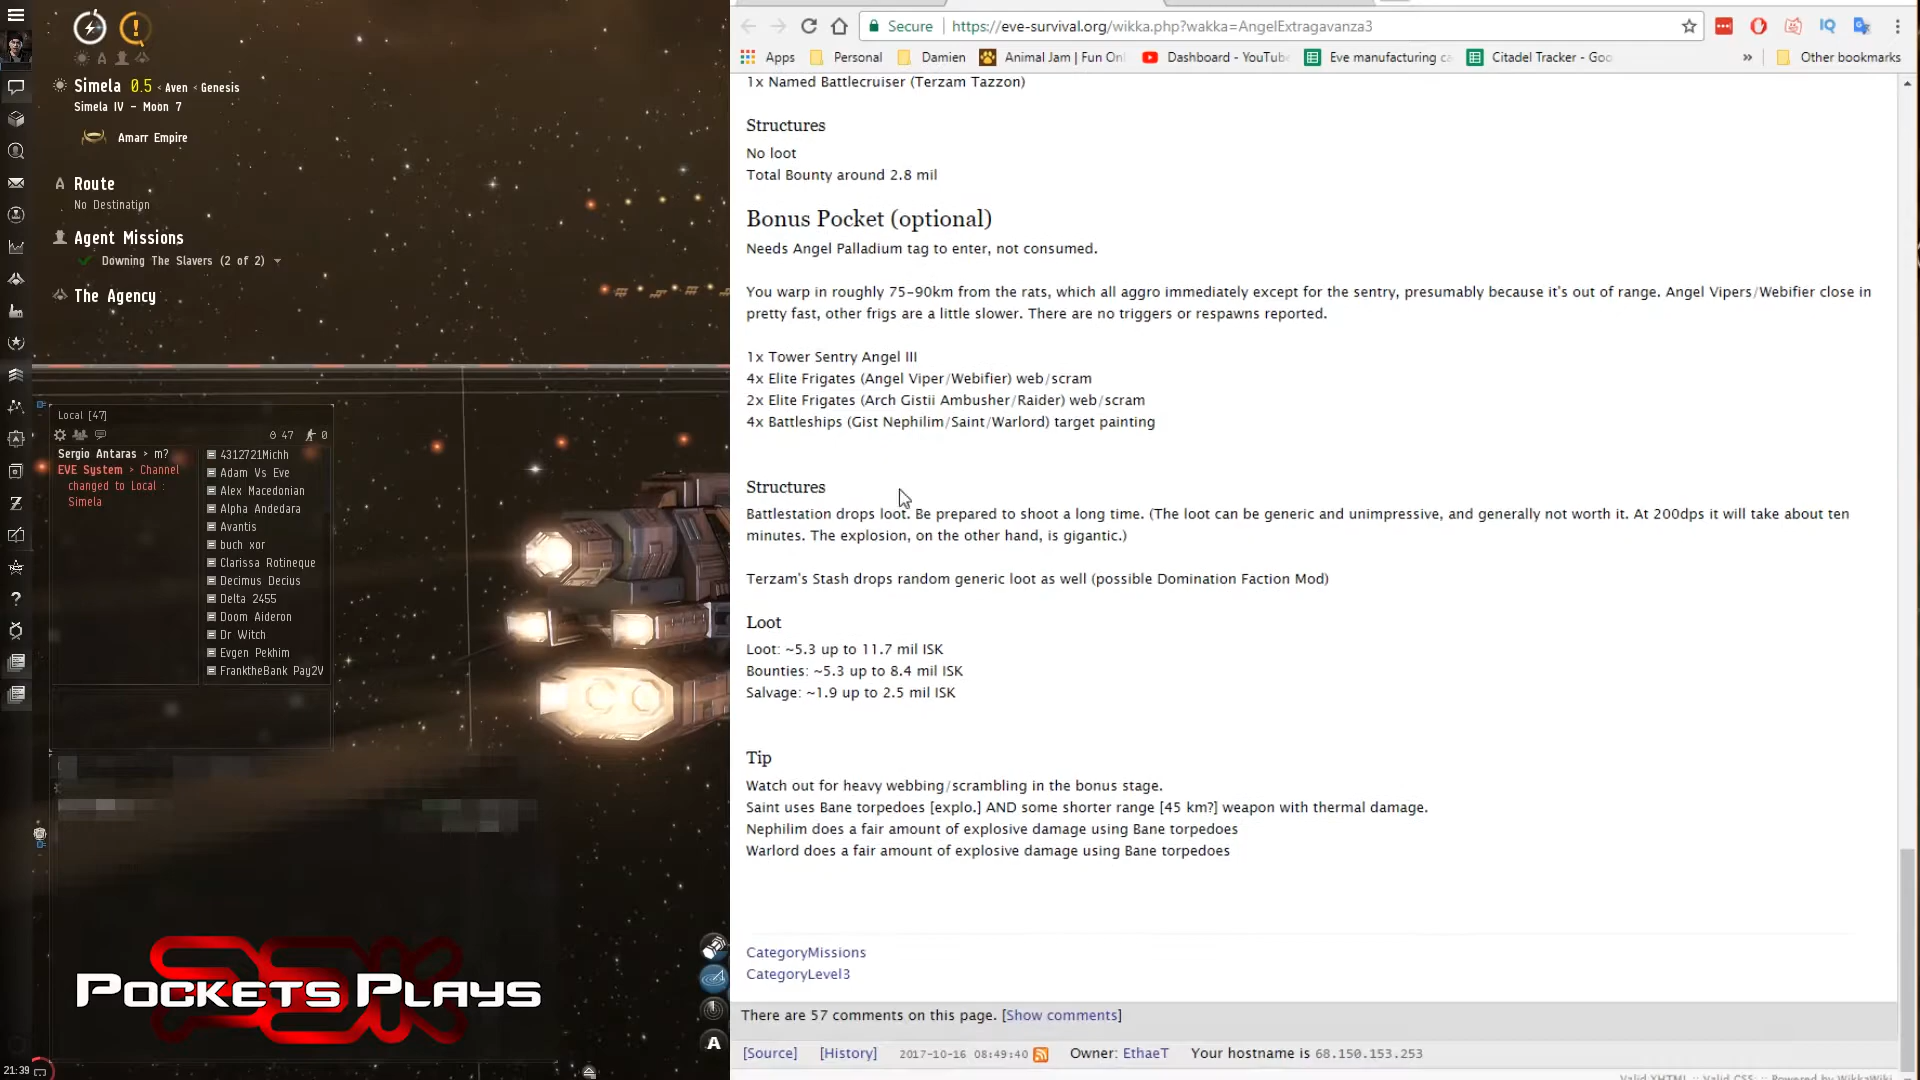 Simela 0.5 < Aven < Genesis
Simela IV - Moon 7
Amarr Empire
Route
No Destination
Agent Missions
Downing The Slavers (2 of 2)
The Agency
Local [47]
47 0
Sergio Antaras > m?
EVE System > Channel
changed to Local :
Simela
4312721Michh
Adam Vs Eve
Alex Macedonian
Alpha Andedara
Avantis
buch xor
Clarissa Rotineque
Decimus Decius
Delta 2455
Doom Aideron
Dr Witch
Evgen Pekhim
FranktheBank Pay2V
Pockets Plays
21:39
A
Secure https://eve-survival.org/wikka.php?wakka=AngelExtragavanza3
Apps Personal Damien Animal Jam | Fun Onl Dashboard - YouTube Eve manufacturing ca Citadel Tracker - Goo » Other bookmarks
1x Named Battlecruiser (Terzam Tazzon)
Structures
No loot
Total Bounty around 2.8 mil
Bonus Pocket (optional)
Needs Angel Palladium tag to enter, not consumed.
You warp in roughly 75-90km from the rats, which all aggro immediately except for the sentry, presumably because it's out of range. Angel Vipers/Webifier close in
pretty fast, other frigs are a little slower. There are no triggers or respawns reported.
1x Tower Sentry Angel III
4x Elite Frigates (Angel Viper/Webifier) web/scram
2x Elite Frigates (Arch Gistii Ambusher/Raider) web/scram
4x Battleships (Gist Nephilim/Saint/Warlord) target painting
Structures
Battlestation drops loot. Be prepared to shoot a long time. (The loot can be generic and unimpressive, and generally not worth it. At 200dps it will take about ten
minutes. The explosion, on the other hand, is gigantic.)
Terzam's Stash drops random generic loot as well (possible Domination Faction Mod)
Loot
Loot: ~5.3 up to 11.7 mil ISK
Bounties: ~5.3 up to 8.4 mil ISK
Salvage: ~1.9 up to 2.5 mil ISK
Tip
Watch out for heavy webbing/scrambling in the bonus stage.
Saint uses Bane torpedoes [explo.] AND some shorter range [45 km?] weapon with thermal damage.
Nephilim does a fair amount of explosive damage using Bane torpedoes
Warlord does a fair amount of explosive damage using Bane torpedoes
CategoryMissions
CategoryLevel3
There are 57 comments on this page. [Show comments]
[Source] [History] 2017-10-16 08:49:40 Owner: EthaeT Your hostname is 68.150.153.253